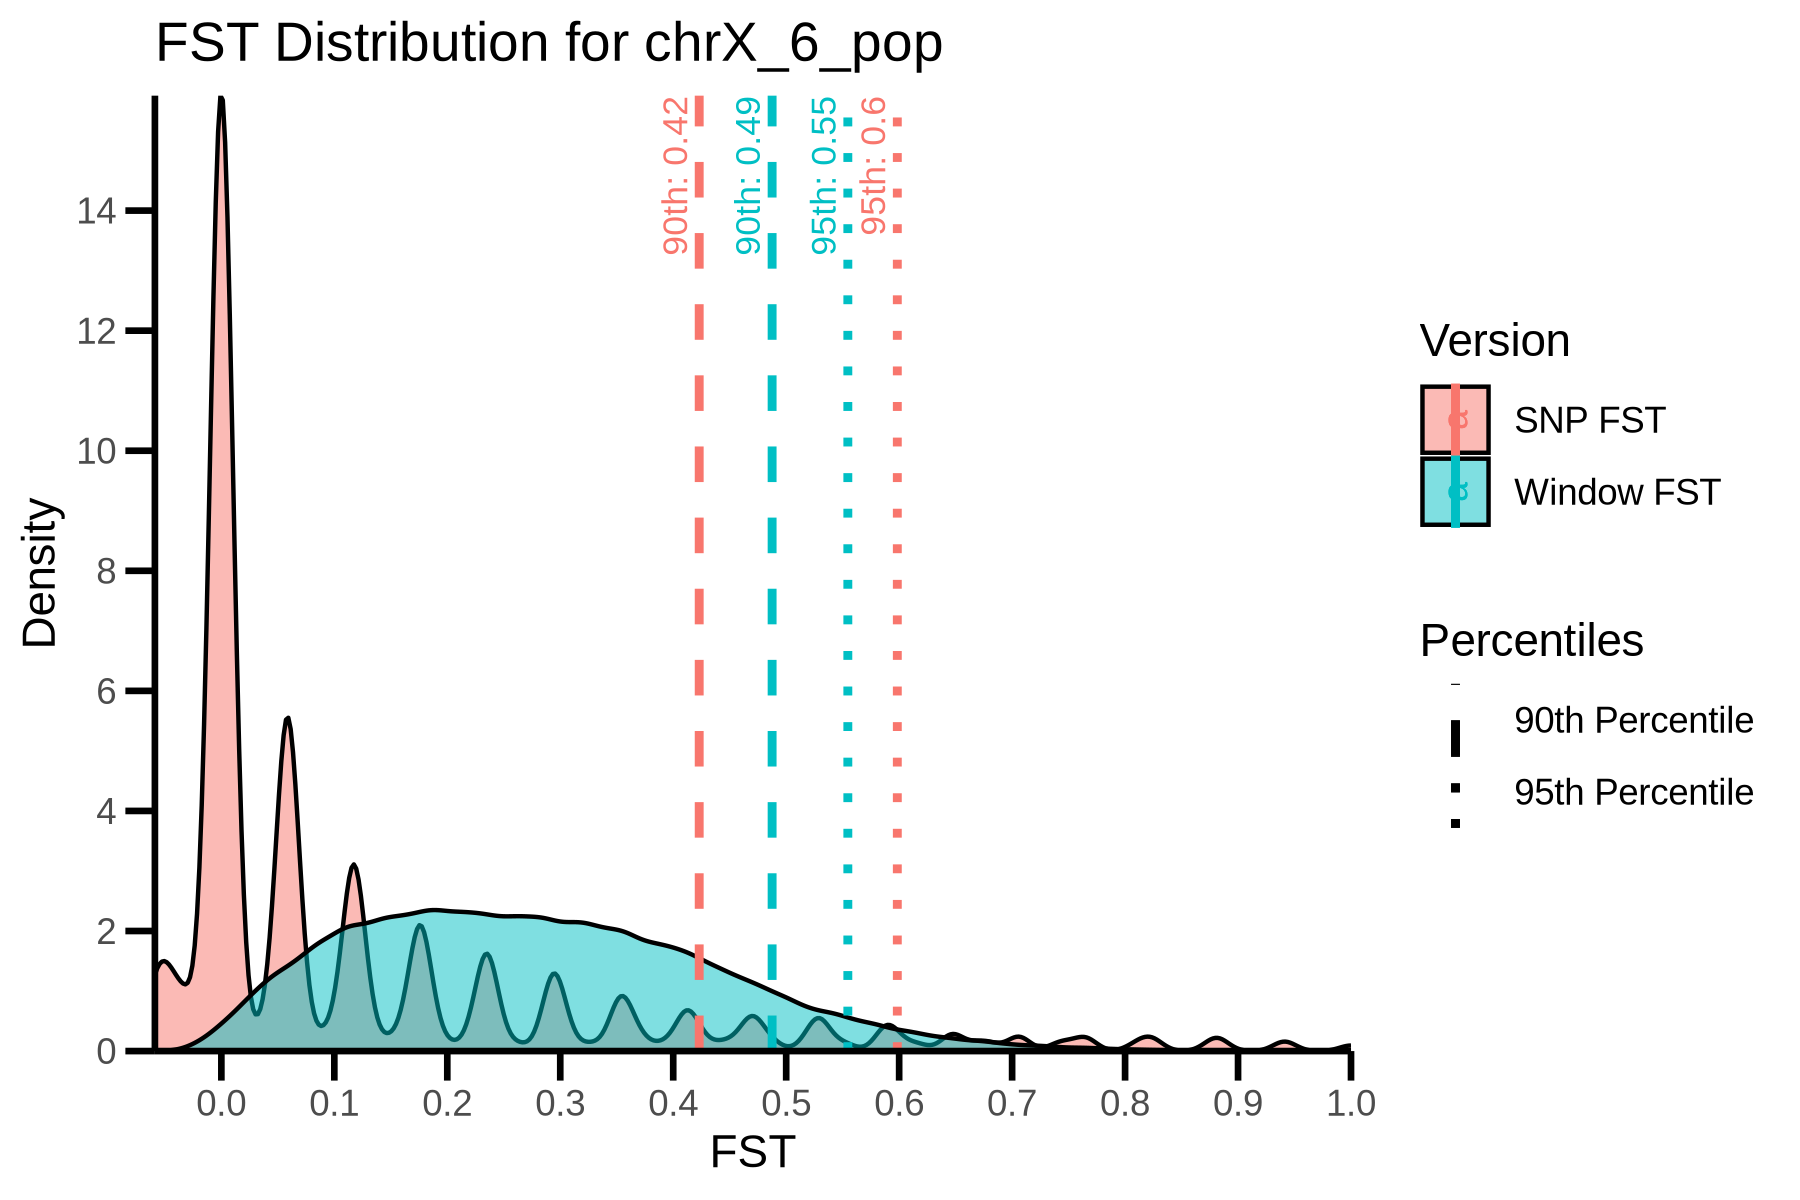 FST Distribution for chrX_6_pop
90th: 0.42
90th: 0.49
95th: 0.55
95th: 0.6
14
12
10
8
6
4
2
0
Density
0.0 0.1 0.2 0.3 0.4 0.5 0.6 0.7 0.8 0.9 1.0
FST
Version
a SNP FST
a Window FST
Percentiles
90th Percentile
95th Percentile